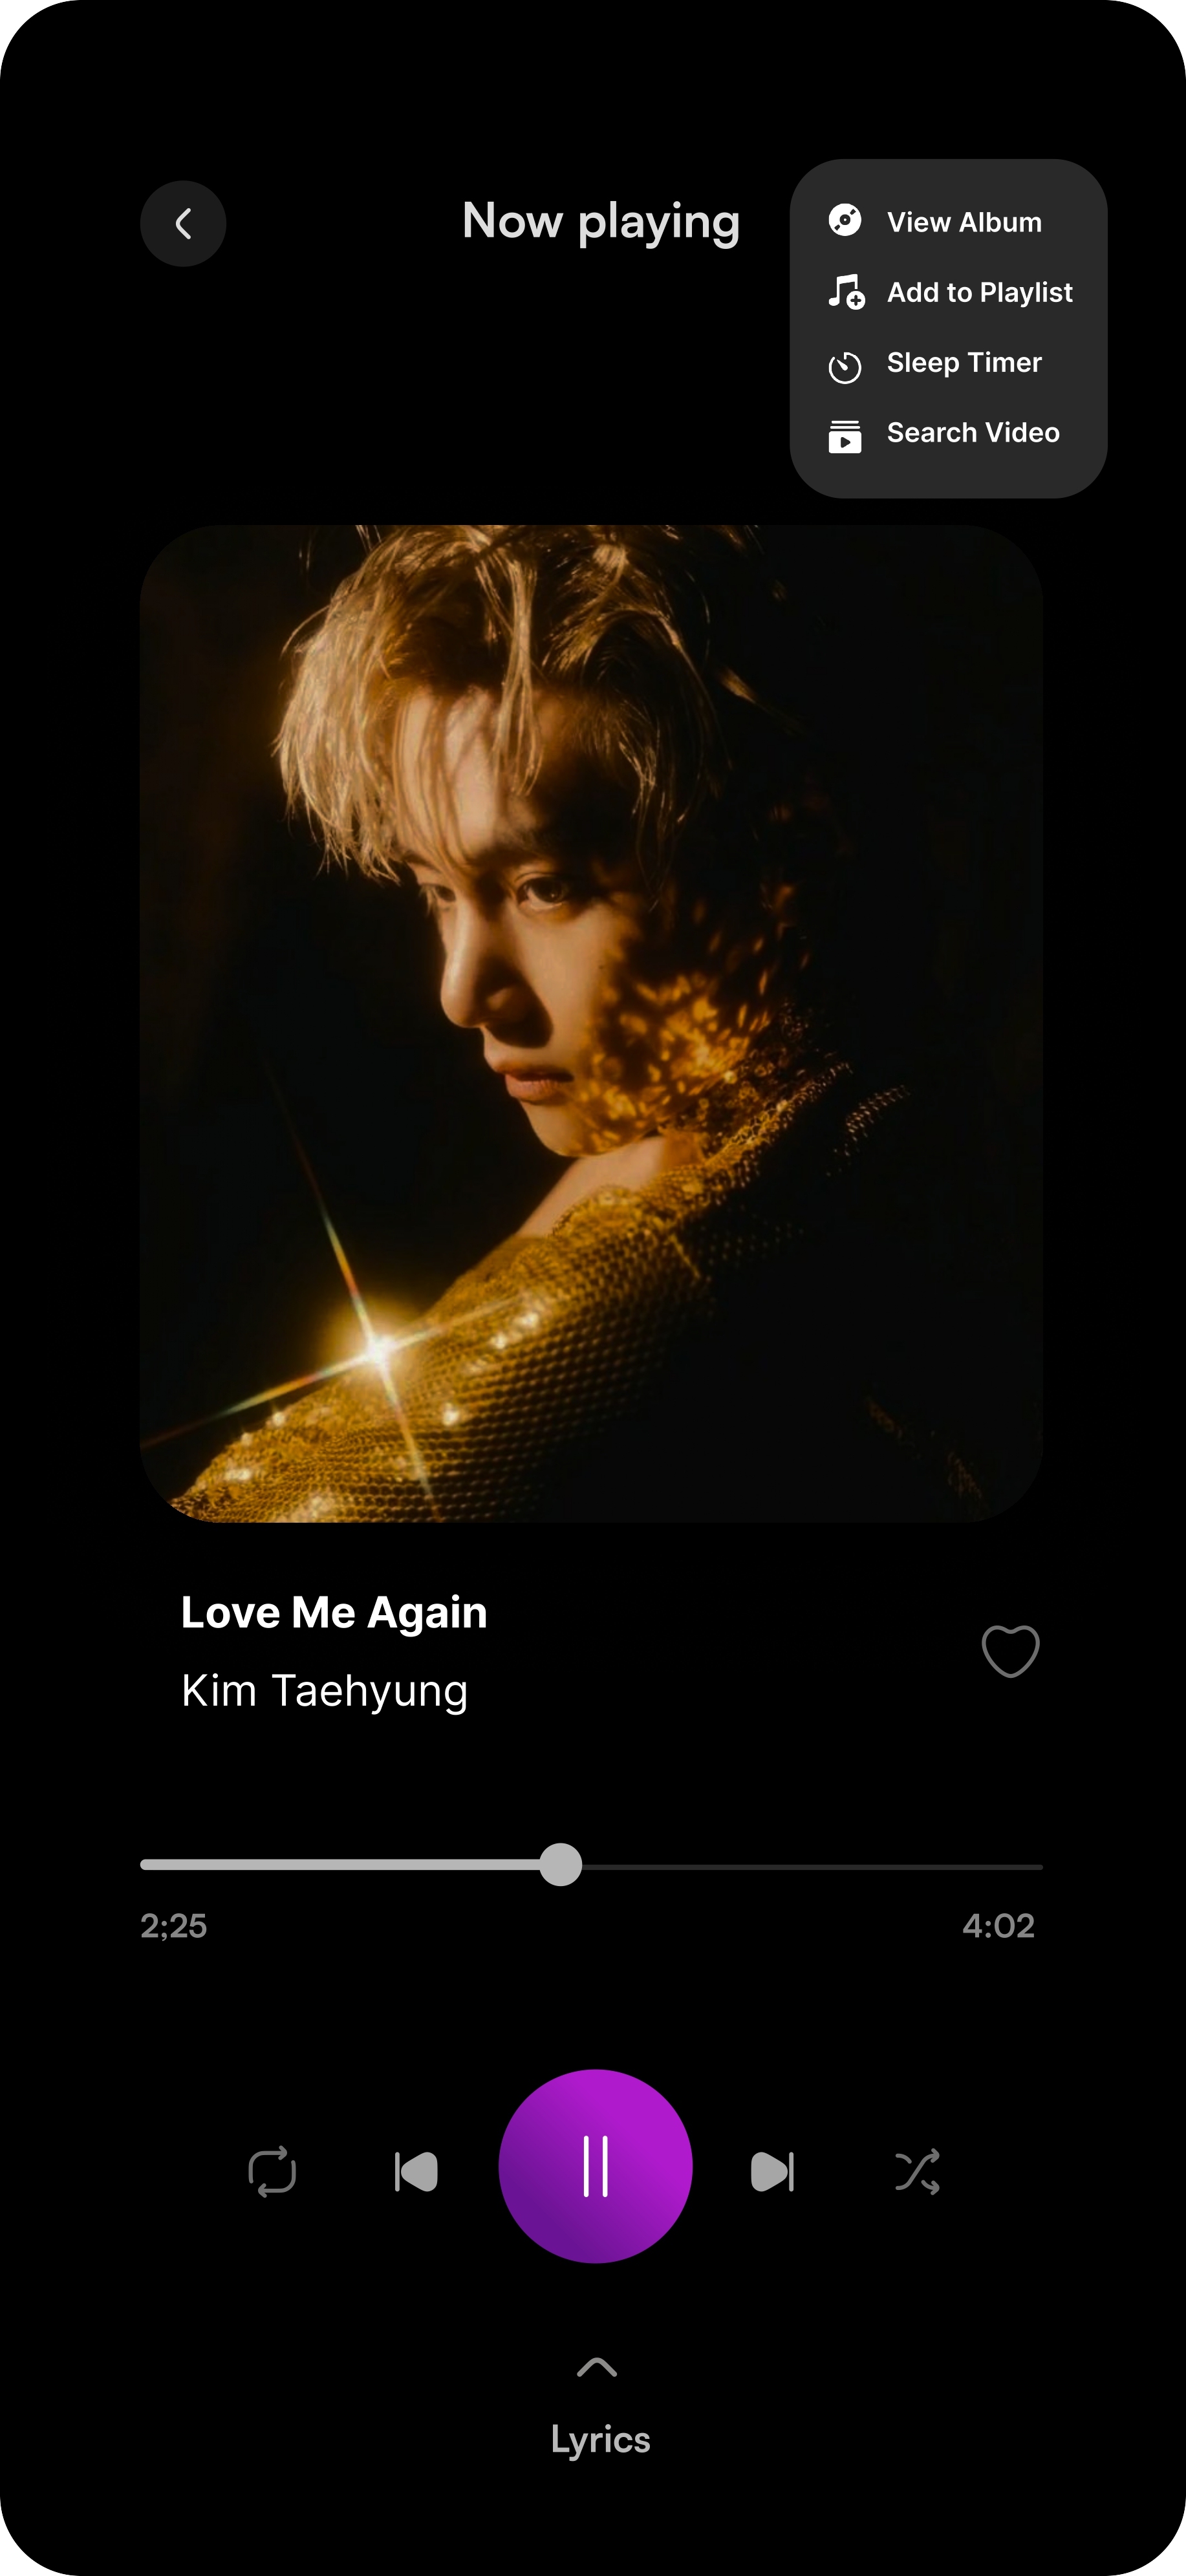 Now playing
View Album
Add to Playlist
Sleep Timer
Search Video
Love Me Again
Kim Taehyung
2;25
4:02
Lyrics